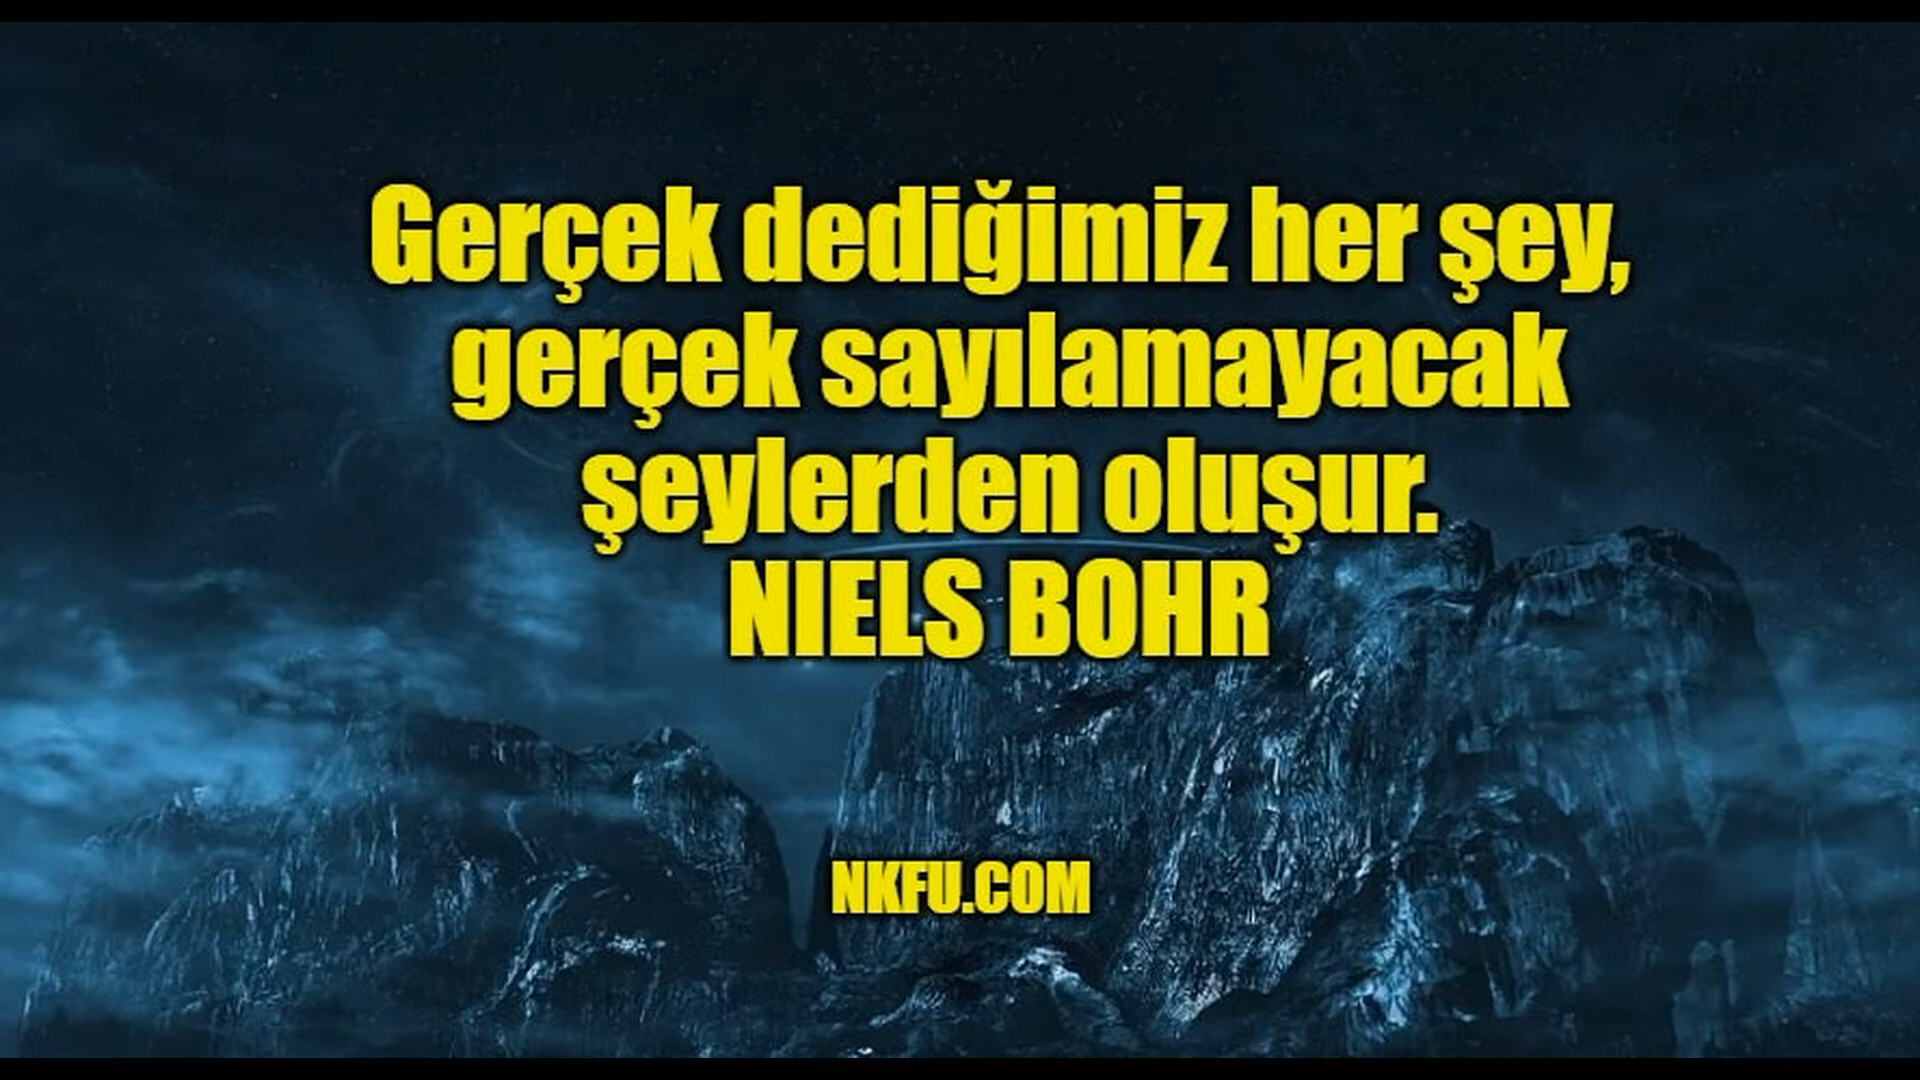 Gerçek dediğimiz her şey,
gerçek sayılamayacak
şeylerden oluşur.
NIELS BOHR
NKFU.COM